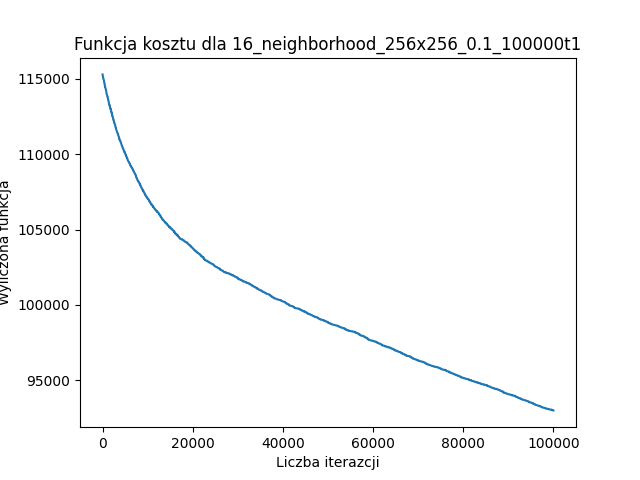 Funkcja kosztu dla 16_neighborhood_256x256_0.1_100000t1
115000
110000
105000
100000
95000
Wyliczona funkcja
0 20000 40000 60000 80000 100000
Liczba iterazcji